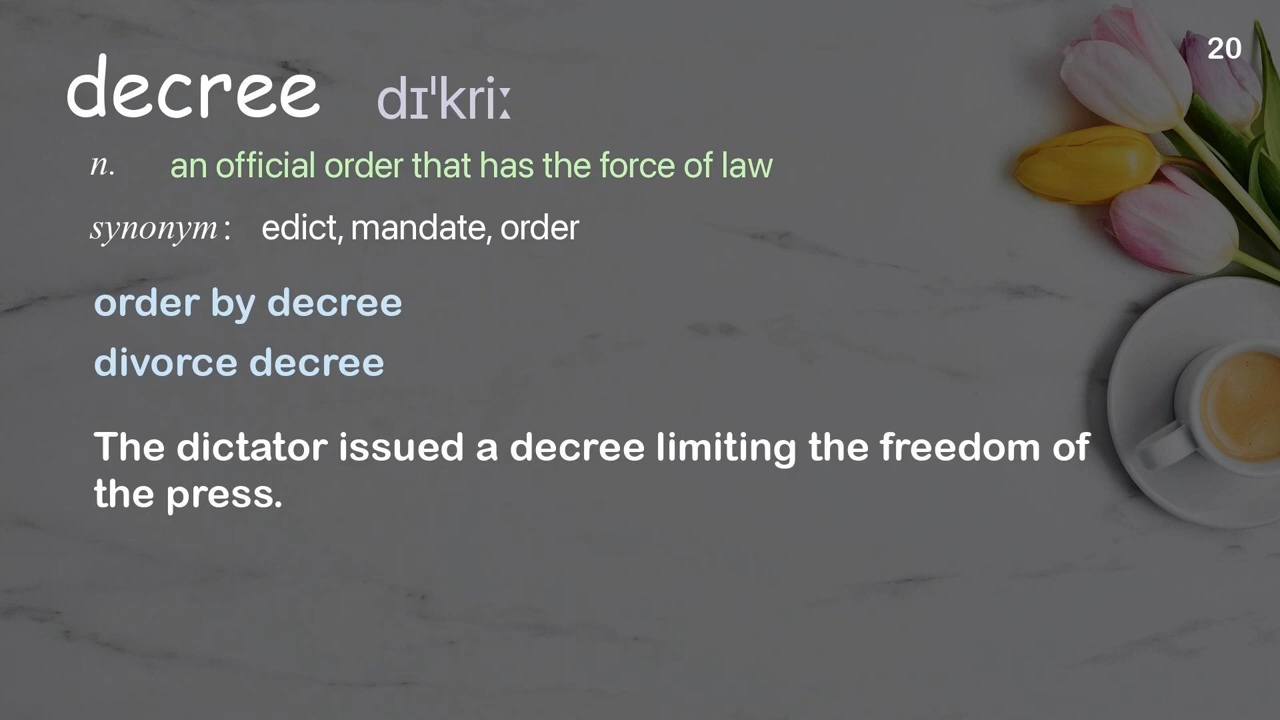 20
decree dɪˈkriː
n. an official order that has the force of law
synonym: edict, mandate, order
order by decree
divorce decree
The dictator issued a decree limiting the freedom of
the press.